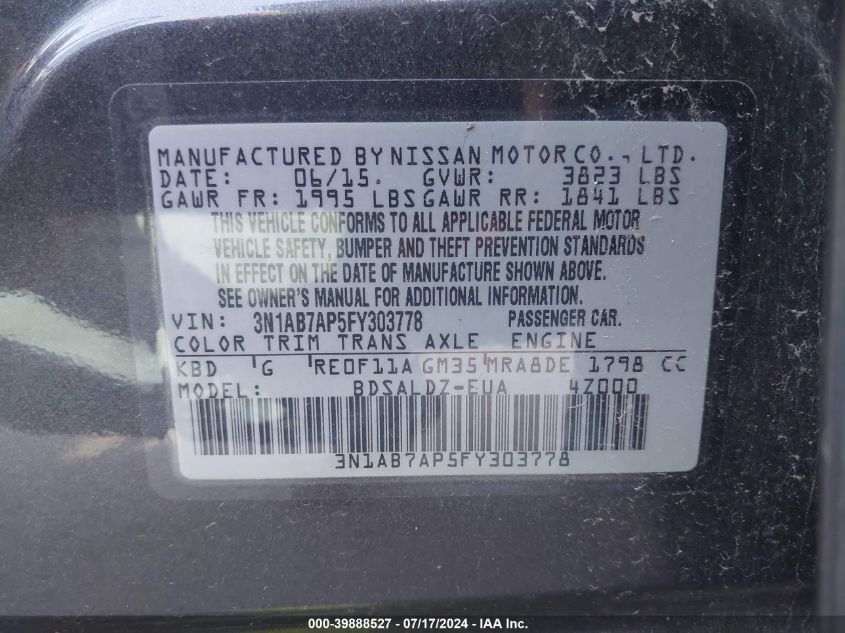 MANUFACTURED BY NISSAN MOTOR CO., LTD.
DATE: 06/15. GVWR: 3823 LBS
GAWR FR: 1995 LBS GAWR RR: 1841 LBS
THIS VEHICLE CONFORMS TO ALL APPLICABLE FEDERAL MOTOR
VEHICLE SAFETY, BUMPER AND THEFT PREVENTION STANDARDS
IN EFFECT ON THE DATE OF MANUFACTURE SHOWN ABOVE.
SEE OWNER'S MANUAL FOR ADDITIONAL INFORMATION.
VIN: 3N1AB7AP5FY303778 PASSENGER CAR.
COLOR TRIM TRANS AXLE ENGINE
KBD G RE0F11A GM35 MRA8DE 1798 CC
MODEL: BDSALDZ-EUA 4Z000
3N1AB7AP5FY303778
000-39888527 - 07/17/2024 - IAA Inc.